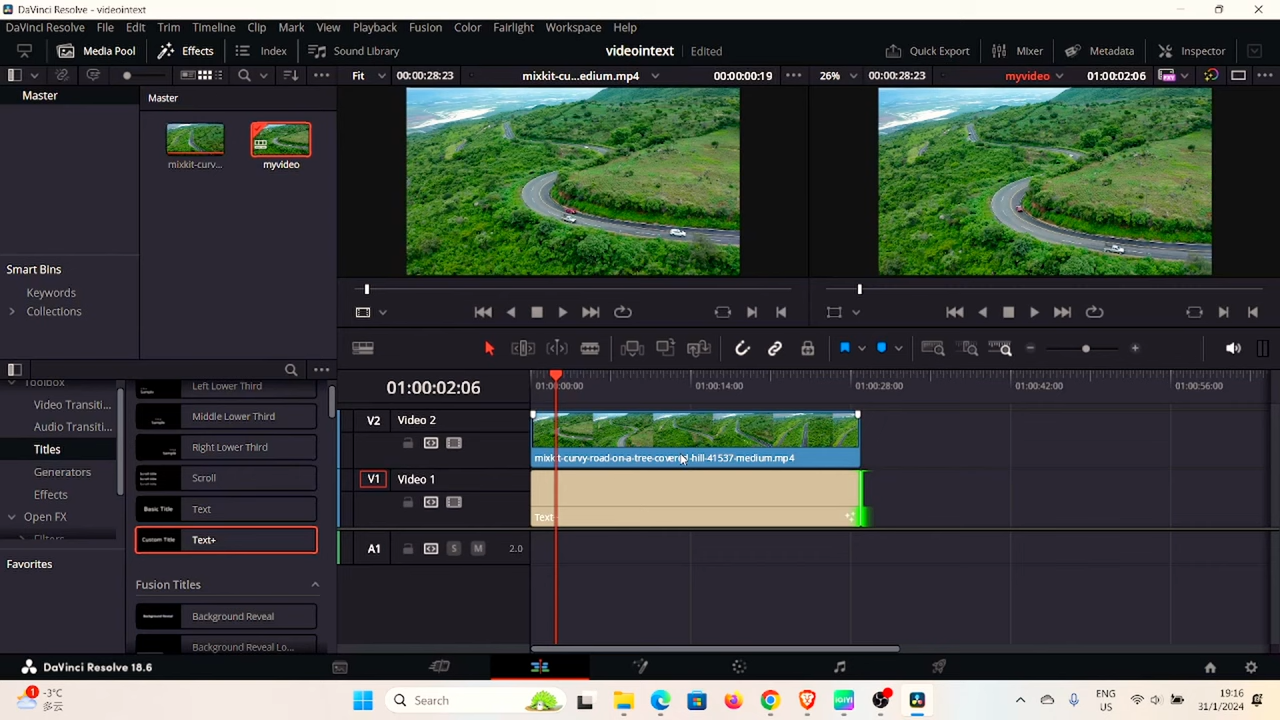 DaVinci Resolve Studio - videointext
DaVinci Resolve File Edit Trim Timeline Clip Mark View Playback Fusion Color Fairlight Workspace Help
Media Pool Effects Index Sound Library videointext Edited Quick Export Mixer Metadata Inspector
Fit 00:00:28:23 mixkit-cu...edium.mp4 00:00:00:19 26% 00:00:28:23 myvideo 01:00:02:06
Master Master
mixkit-curv... myvideo
Smart Bins
Keywords
Collections
Toolbox
Video Transiti...
Audio Transiti...
Titles
Generators
Effects
Open FX
Filters
Favorites
Left Lower Third
Middle Lower Third
Right Lower Third
Scroll
Basic Title Text
Custom Title Text+
Fusion Titles
Background Reveal Background Reveal
Background Reveal Lo...
01:00:02:06 01:00:00:00 01:00:14:00 01:00:28:00 01:00:42:00 01:00:56:00
V2 Video 2
mixkit-curvy-road-on-a-tree-covered-hill-41537-medium.mp4
V1 Video 1
Text
A1 S M 2.0
DaVinci Resolve 18.6
1 -3°C
多云
Search
ENG
YQ
19:16
31/1/2024